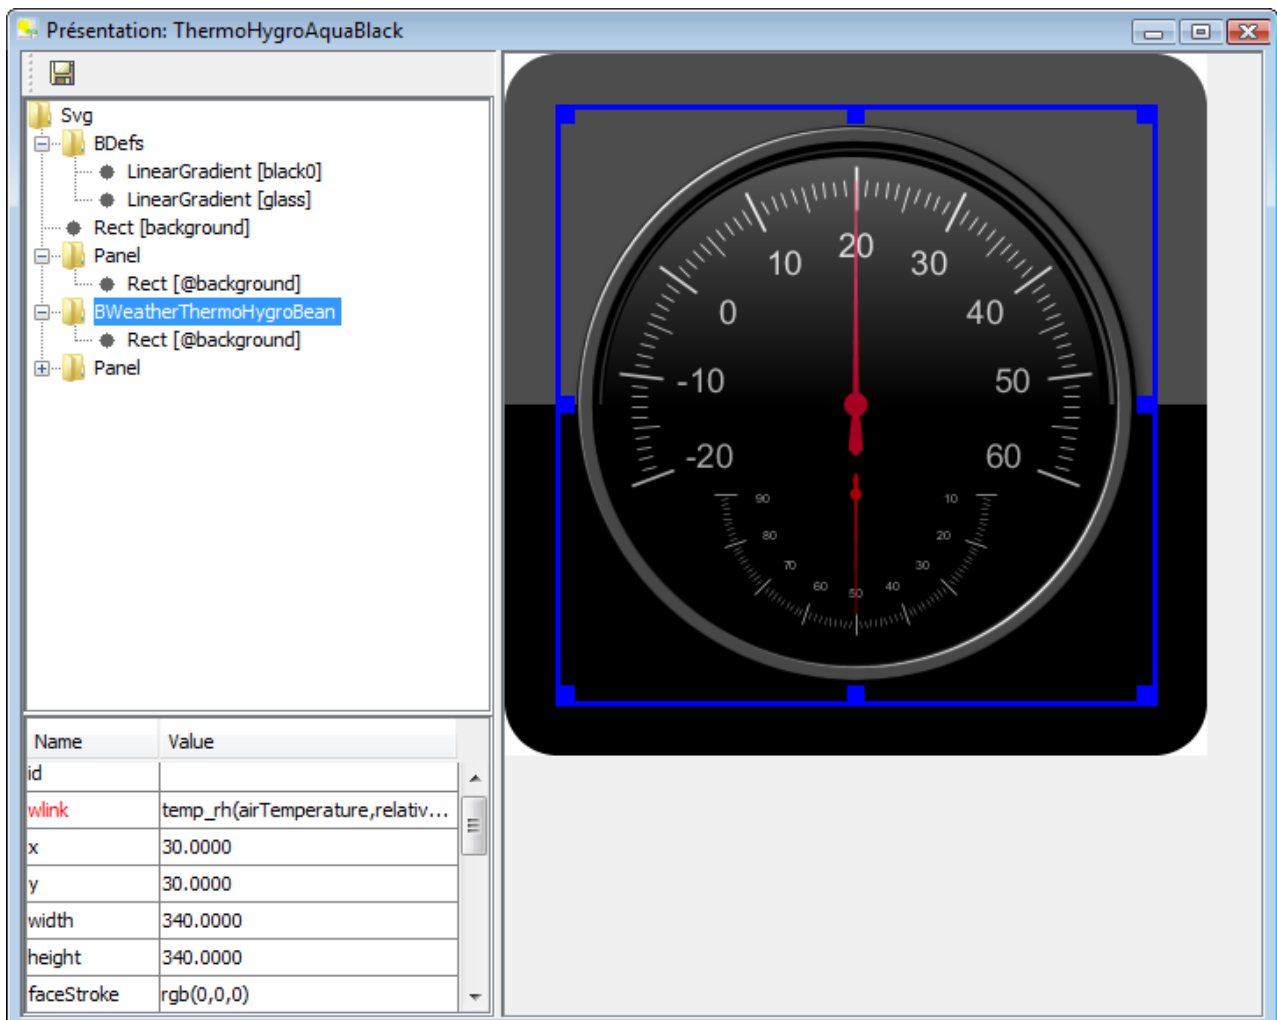 Présentation: ThermoHygroAquaBlack
Svg
BDefs
LinearGradient [black0]
LinearGradient [glass]
Rect [background]
Panel
Rect [@background]
BWeatherThermoHygroBean
Rect [@background]
Panel
Name Value
id
wlink temp_rh(airTemperature,relativ...
x 30.0000
y 30.0000
width 340.0000
height 340.0000
faceStroke rgb(0,0,0)
20
10 30
0 40
-10 50
-20 60
90 10
80 20
70 30
60 50 40